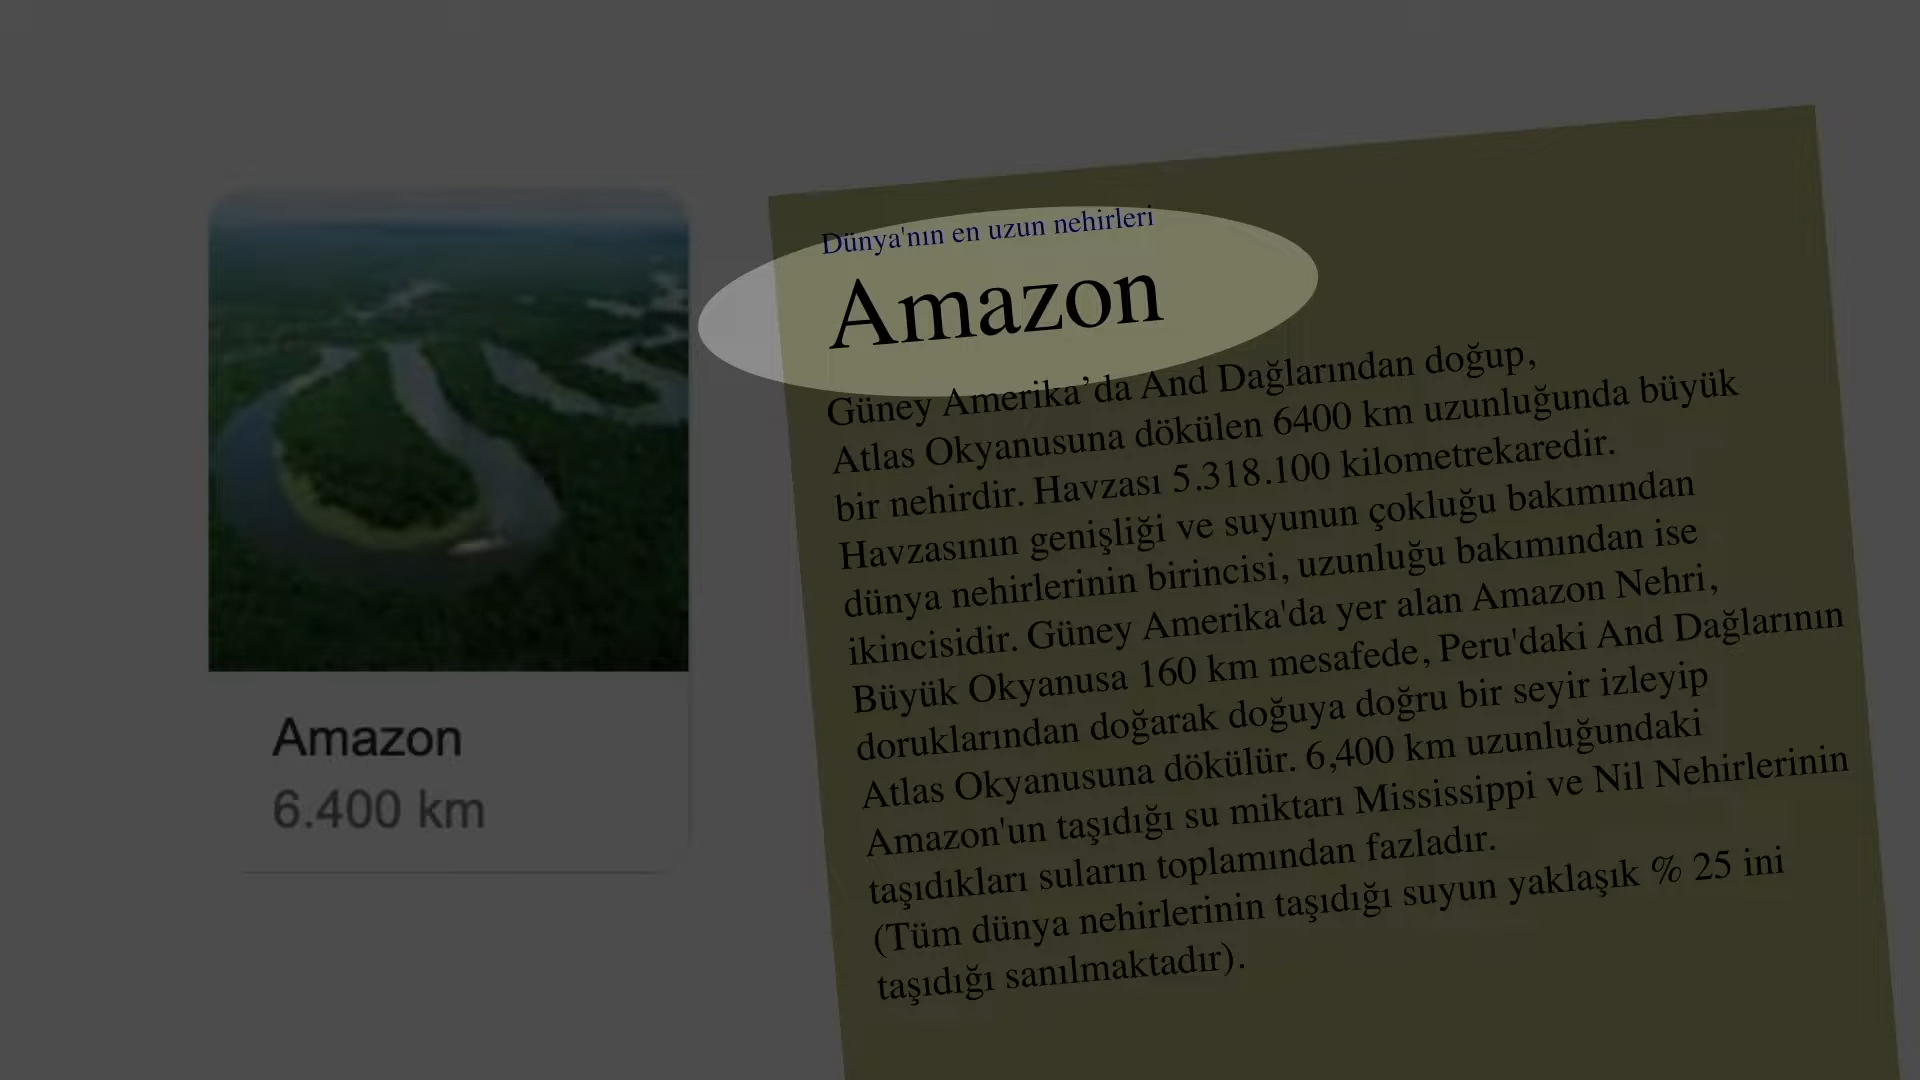 Dünya'nın en uzun nehirleri
Amazon
Güney Amerika’da And Dağlarından doğup,
Atlas Okyanusuna dökülen 6400 km uzunluğunda büyük
bir nehirdir. Havzası 5.318.100 kilometrekaredir.
Havzasının genişliği ve suyunun çokluğu bakımından
dünya nehirlerinin birincisi, uzunluğu bakımından ise
ikincisidir. Güney Amerika'da yer alan Amazon Nehri,
Büyük Okyanusa 160 km mesafede, Peru'daki And Dağlarının
doruklarından doğarak doğuya doğru bir seyir izleyip
Atlas Okyanusuna dökülür. 6,400 km uzunluğundaki
Amazon'un taşıdığı su miktarı Mississippi ve Nil Nehirlerinin
taşıdıkları suların toplamından fazladır.
(Tüm dünya nehirlerinin taşıdığı suyun yaklaşık % 25 ini
taşıdığı sanılmaktadır).
Amazon
6.400 km